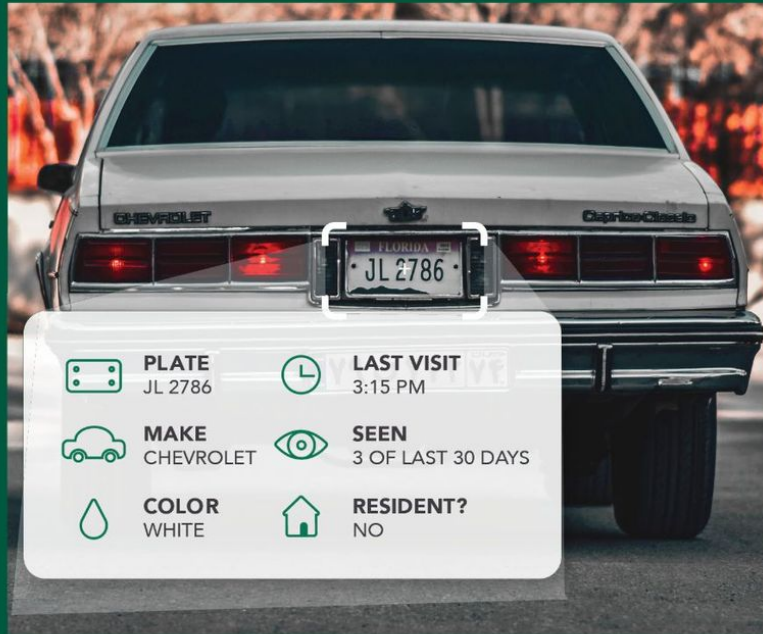 CHEVROLET
Caprice Classic
FLORIDA
JL 2786
PLATE
JL 2786
LAST VISIT
3:15 PM
MAKE
CHEVROLET
SEEN
3 OF LAST 30 DAYS
COLOR
WHITE
RESIDENT?
NO